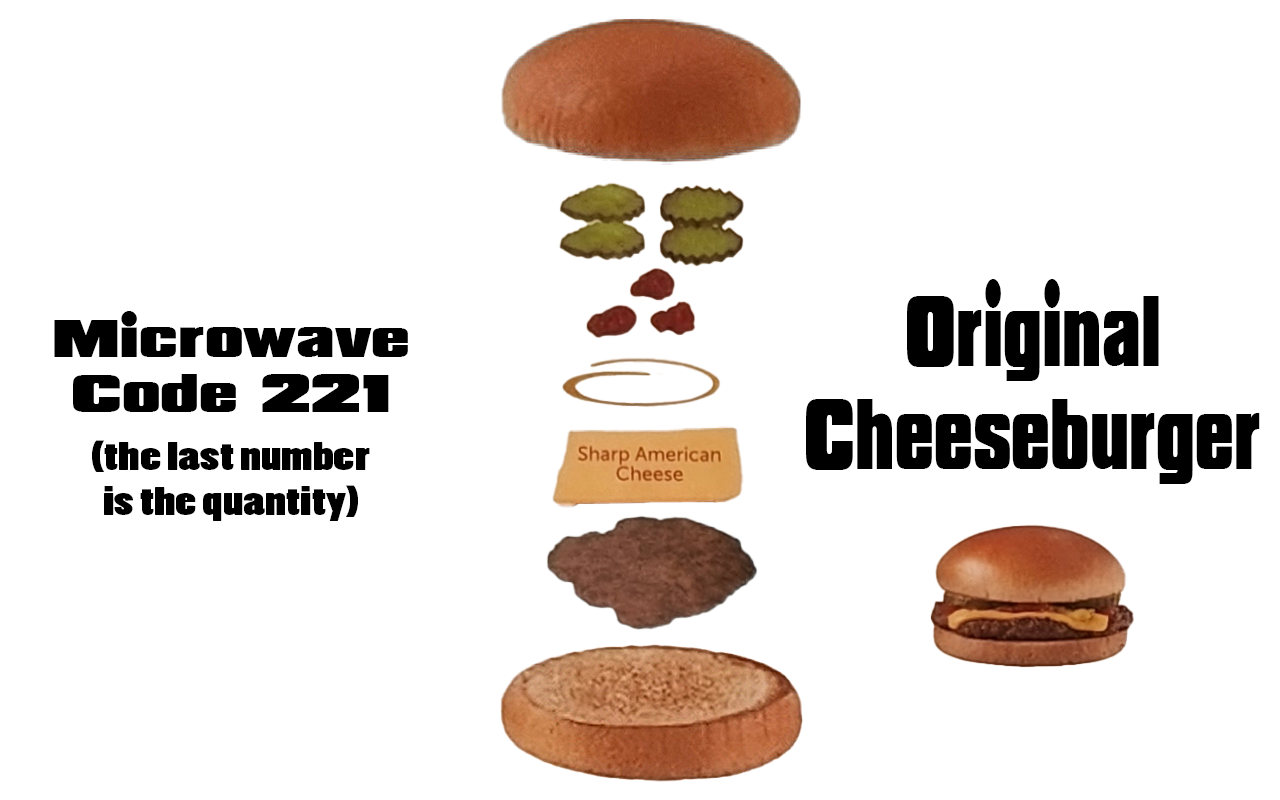 Microwave
Code 221
(the last number
is the quantity)
Sharp American
Cheese
Original
Cheeseburger